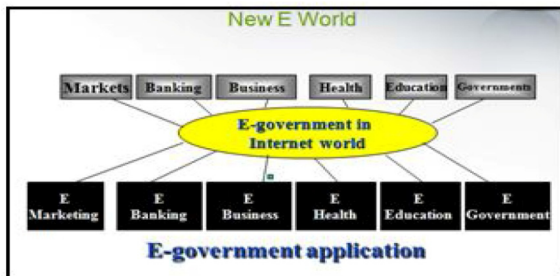 New E World
Markets Banking Business Health Education Governments
E-government in
Internet world
E E E E E E
Marketing Banking Business Health Education Government
E-government application